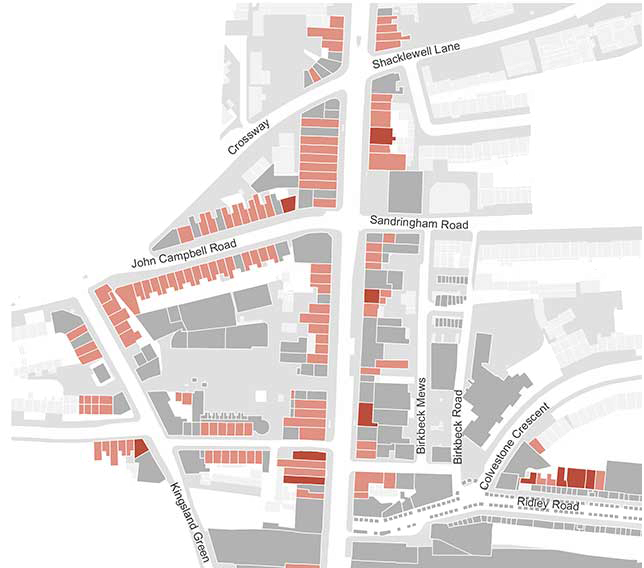 Shacklewell Lane
Crossway
Sandringham Road
John Campbell Road
Birkbeck Mews
Birkbeck Road
Colvestone Crescent
Kingsland Green
Ridley Road